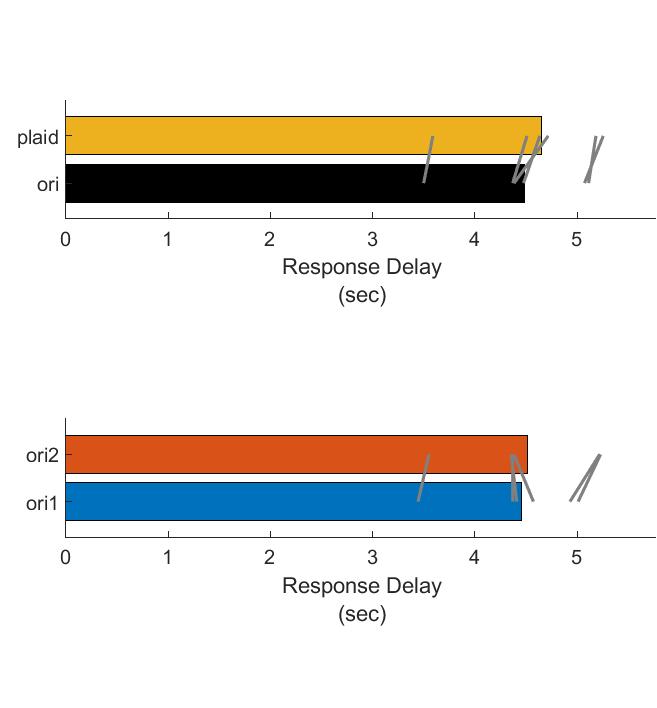 plaid
ori
0 1 2 3 4 5
Response Delay
(sec)
ori2
ori1
0 1 2 3 4 5
Response Delay
(sec)